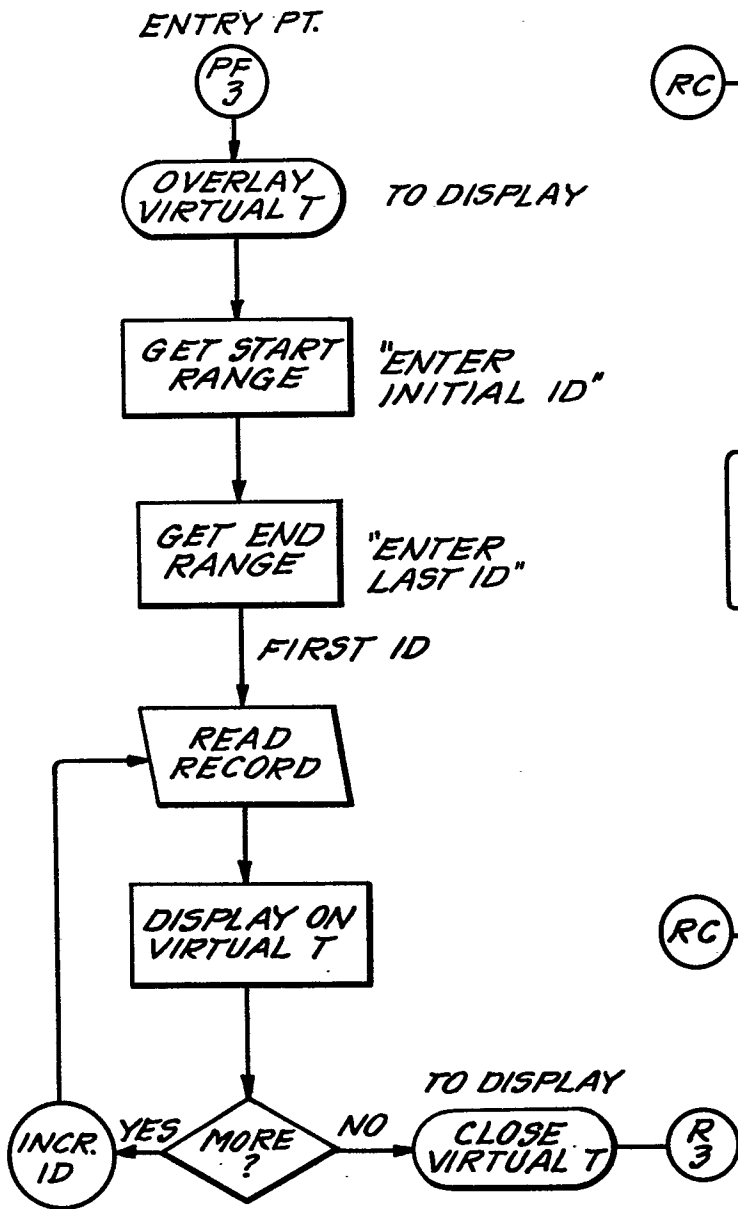 ENTRY PT.
PF
3
RC
OVERLAY
VIRTUAL T
TO DISPLAY
GET START
RANGE
"ENTER
INITIAL ID"
GET END
RANGE
"ENTER
LAST ID"
FIRST ID
READ
RECORD
DISPLAY ON
VIRTUAL T
RC
TO DISPLAY
INCR.
ID
YES
MORE
?
NO
CLOSE
VIRTUAL T
R
3